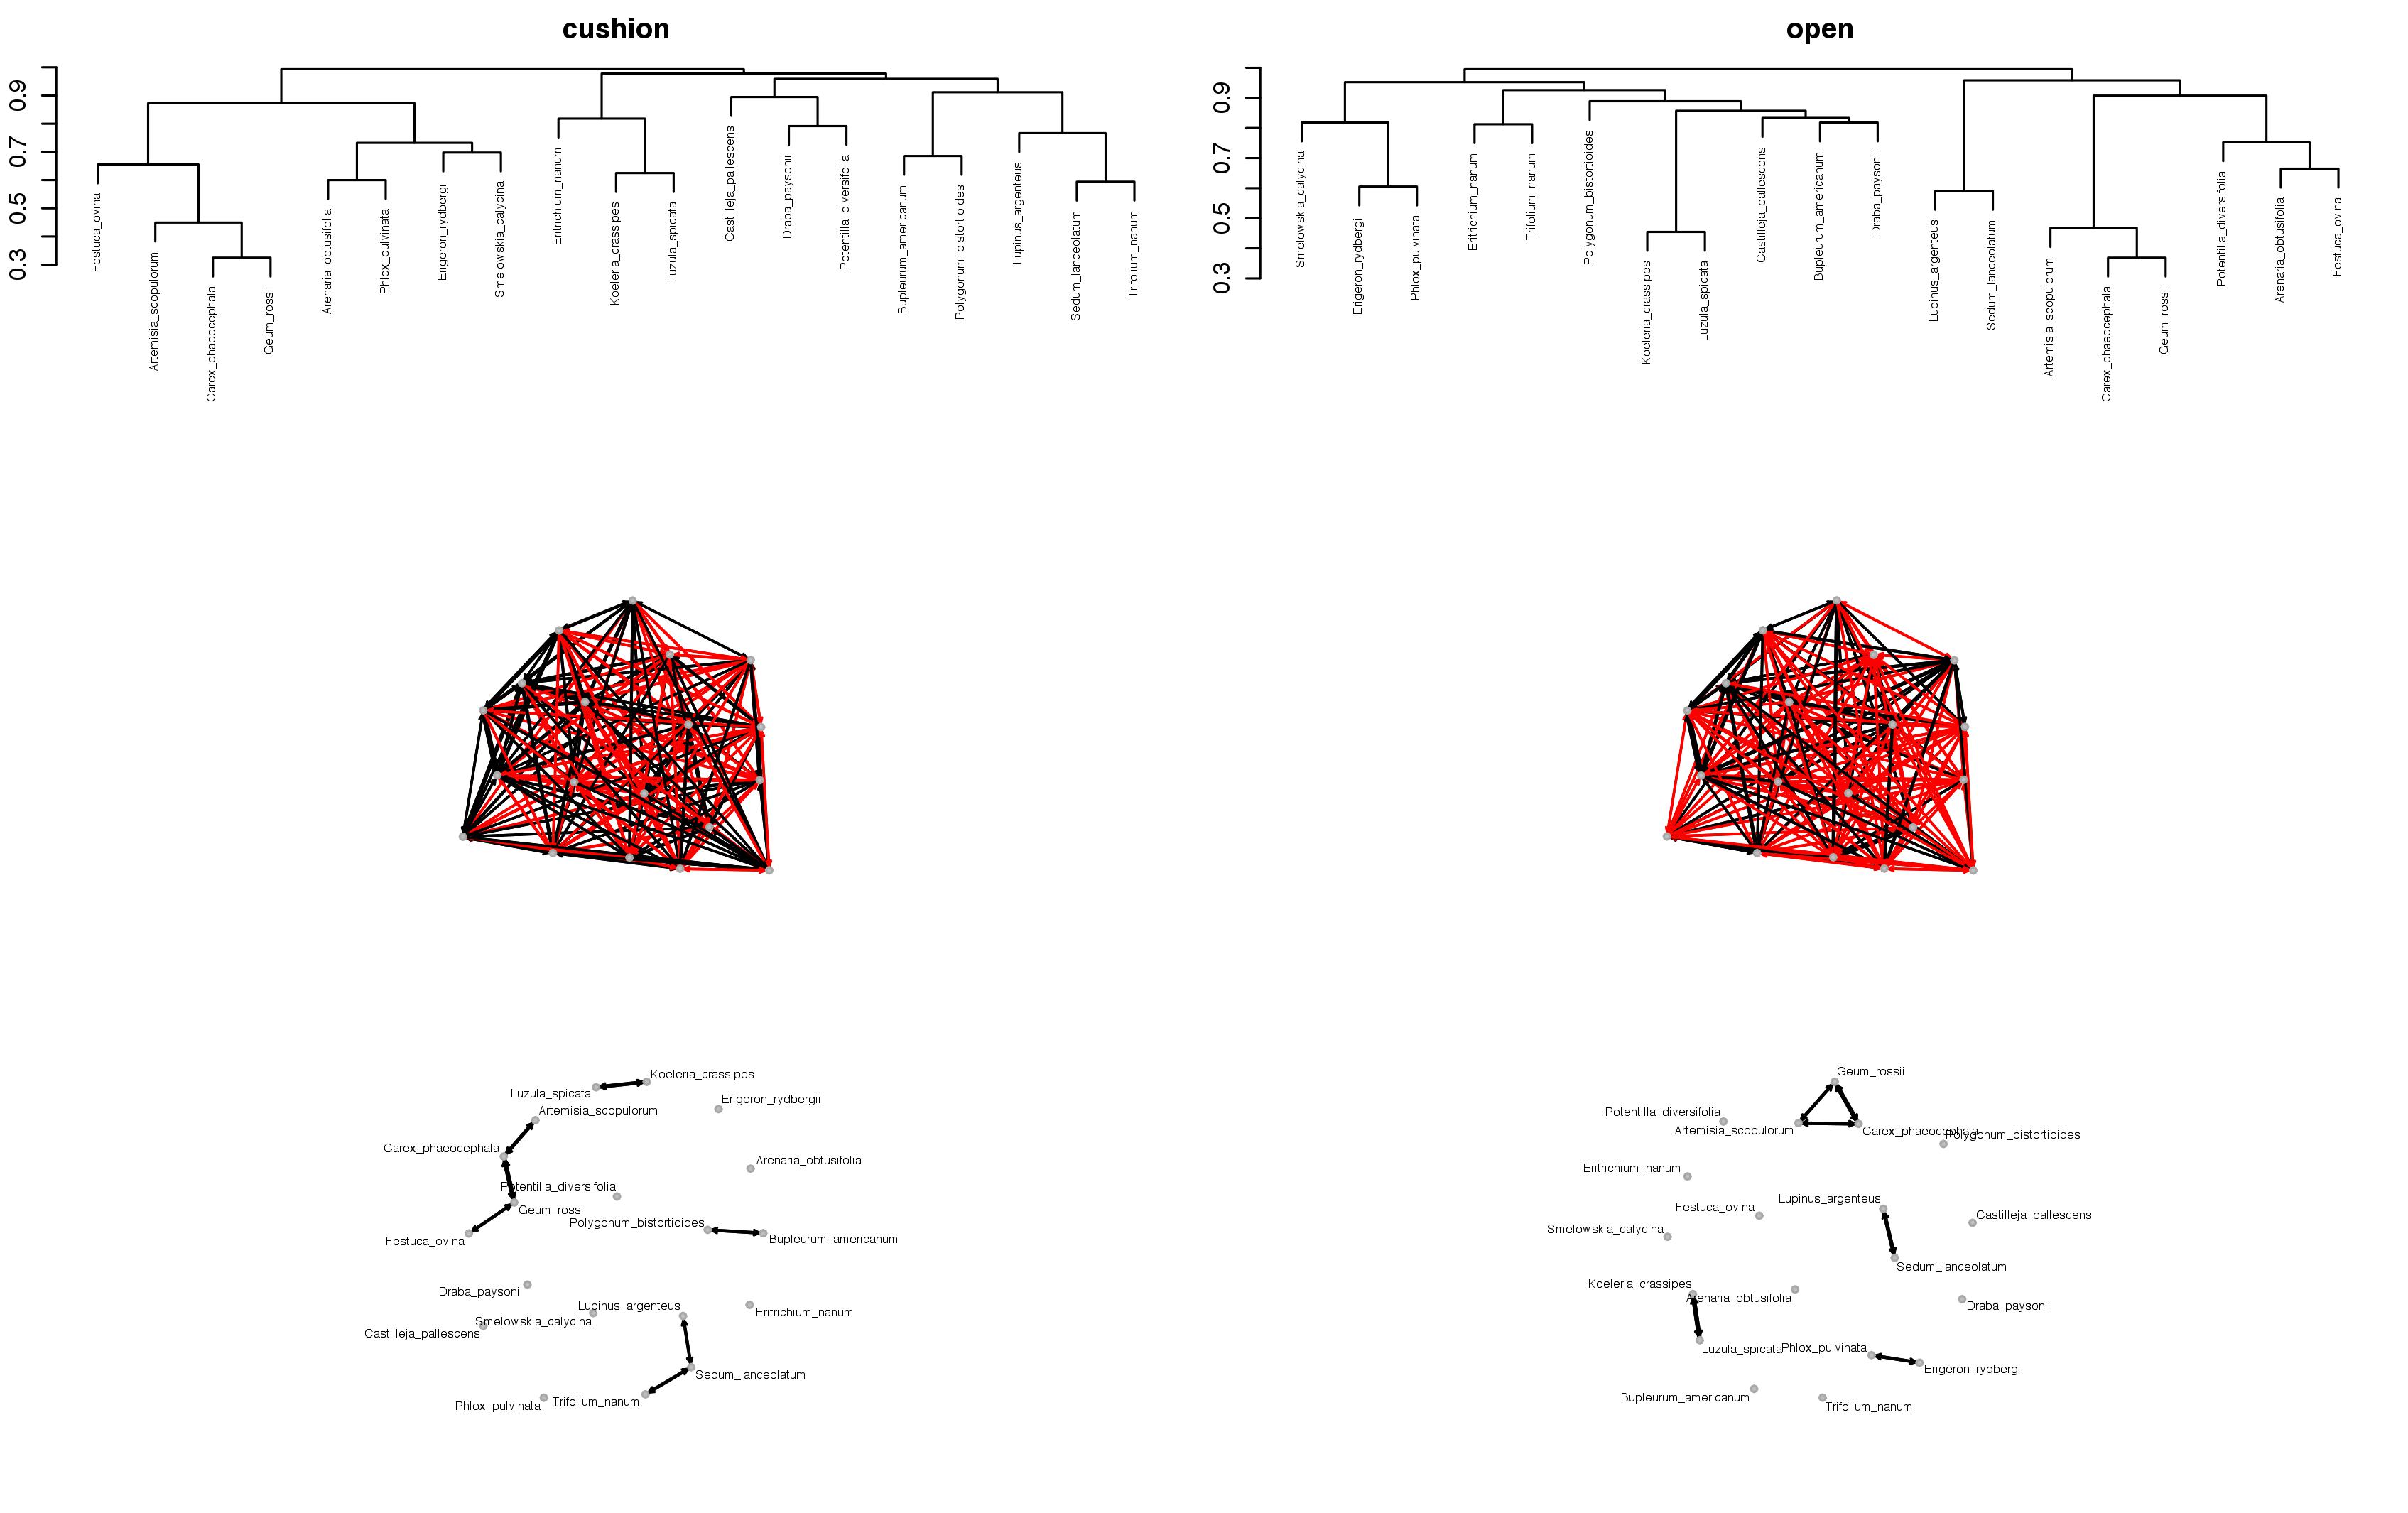 cushion
0.9
0.7
0.5
0.3
Festuca_ovina
Artemisia_scopulorum
Carex_phaeocephala
Geum_rossii
Arenaria_obtusifolia
Phlox_pulvinata
Erigeron_rydbergii
Smelowskia_calycina
Eritrichium_nanum
Koeleria_crassipes
Luzula_spicata
Castilleja_pallescens
Draba_paysonii
Potentilla_diversifolia
Bupleurum_americanum
Polygonum_bistortioides
Lupinus_argenteus
Sedum_lanceolatum
Trifolium_nanum
open
0.9
0.7
0.5
0.3
Smelowskia_calycina
Erigeron_rydbergii
Phlox_pulvinata
Eritrichium_nanum
Trifolium_nanum
Polygonum_bistortioides
Koeleria_crassipes
Luzula_spicata
Castilleja_pallescens
Bupleurum_americanum
Draba_paysonii
Lupinus_argenteus
Sedum_lanceolatum
Artemisia_scopulorum
Carex_phaeocephala
Geum_rossii
Potentilla_diversifolia
Arenaria_obtusifolia
Festuca_ovina
Koeleria_crassipes
Luzula_spicata
Erigeron_rydbergii
Artemisia_scopulorum
Carex_phaeocephala
Arenaria_obtusifolia
Potentilla_diversifolia
Geum_rossii
Polygonum_bistortioides
Festuca_ovina
Bupleurum_americanum
Draba_paysonii
Lupinus_argenteus
Eritrichium_nanum
Smelowskia_calycina
Castilleja_pallescens
Sedum_lanceolatum
Phlox_pulvinata
Trifolium_nanum
Geum_rossii
Potentilla_diversifolia
Artemisia_scopulorum
Carex_phaeocephala
Polygonum_bistortioides
Eritrichium_nanum
Lupinus_argenteus
Festuca_ovina
Castilleja_pallescens
Smelowskia_calycina
Sedum_lanceolatum
Koeleria_crassipes
Arenaria_obtusifolia
Draba_paysonii
Luzula_spicata
Phlox_pulvinata
Erigeron_rydbergii
Bupleurum_americanum
Trifolium_nanum